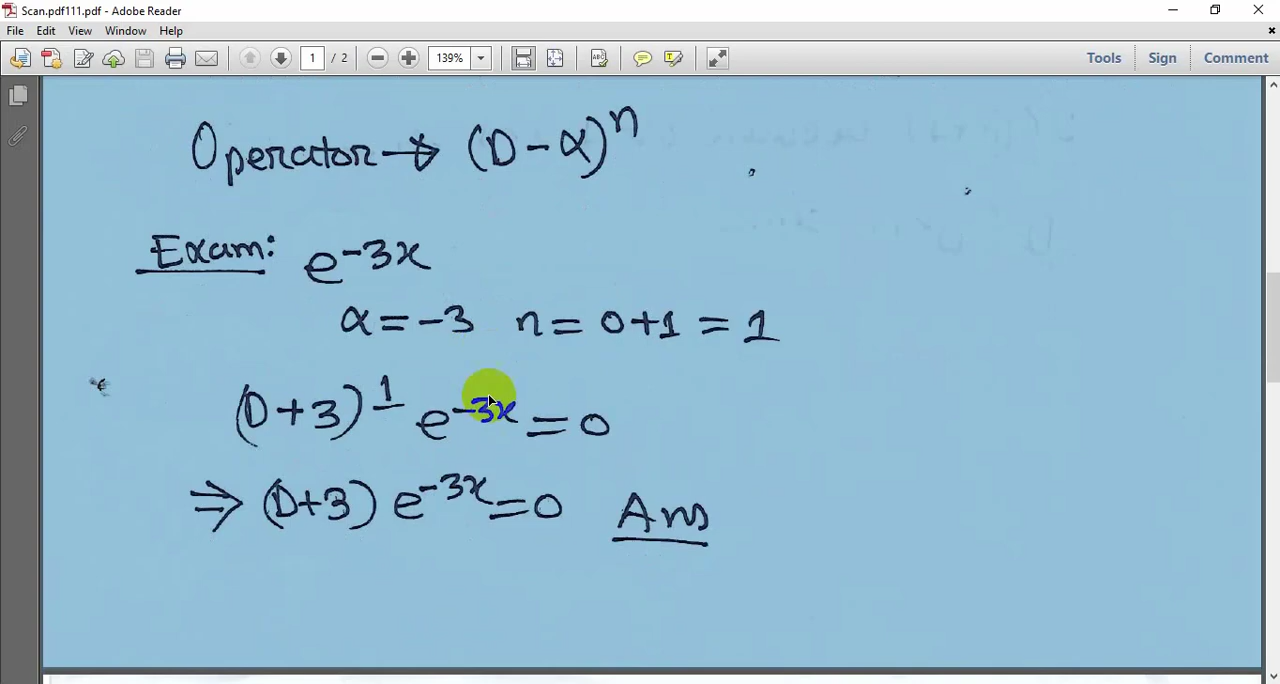 Scan.pdf111.pdf - Adobe Reader
File Edit View Window Help
1 / 2 139% Tools Sign Comment
Operator → (D - α)^n
Exam: e^-3x
α = -3 n = 0+1 = 1
(D+3)^1 e^-3x = 0
⇒ (D+3) e^-3x = 0 Ans